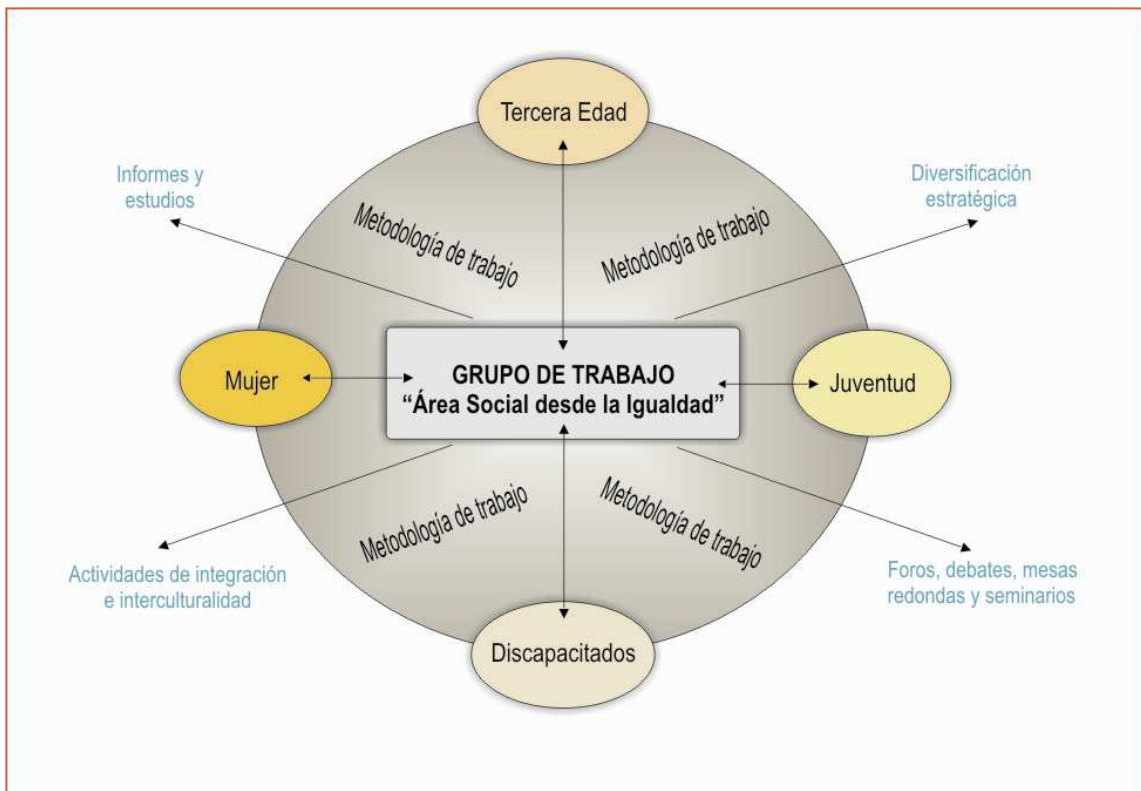 Tercera Edad
Informes y
estudios
Diversificación
estratégica
Metodología de trabajo
Metodología de trabajo
Mujer
GRUPO DE TRABAJO
“Área Social desde la Igualdad”
Juventud
Metodología de trabajo
Metodología de trabajo
Actividades de integración
e interculturalidad
Foros, debates, mesas
redondas y seminarios
Discapacitados